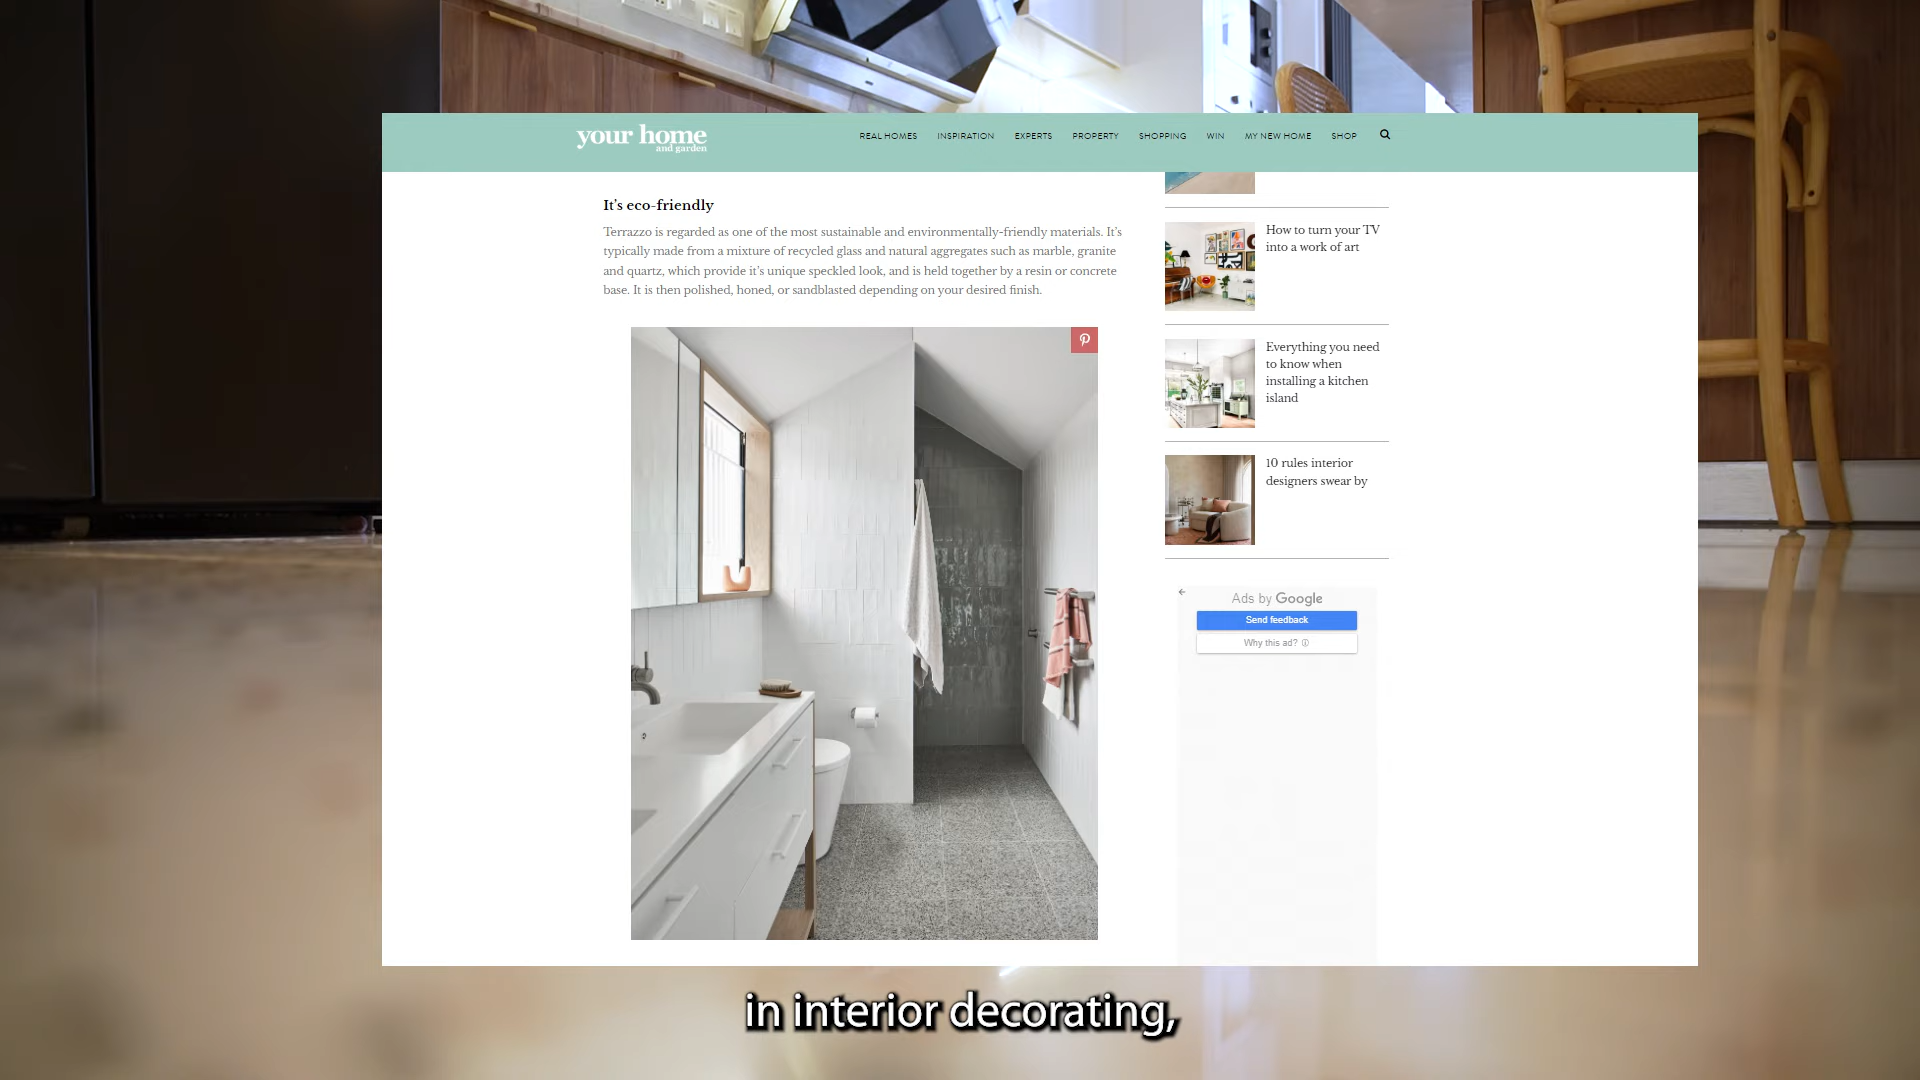 your home
and garden
REAL HOMES INSPIRATION EXPERTS PROPERTY SHOPPING WIN MY NEW HOME SHOP
It's eco-friendly
Terrazzo is regarded as one of the most sustainable and environmentally-friendly materials. It's
typically made from a mixture of recycled glass and natural aggregates such as marble, granite
and quartz, which provide it's unique speckled look, and is held together by a resin or concrete
base. It is then polished, honed, or sandblasted depending on your desired finish.
How to turn your TV
into a work of art
Everything you need
to know when
installing a kitchen
island
10 rules interior
designers swear by
Ads by Google
Send feedback
Why this ad?
in interior decorating,